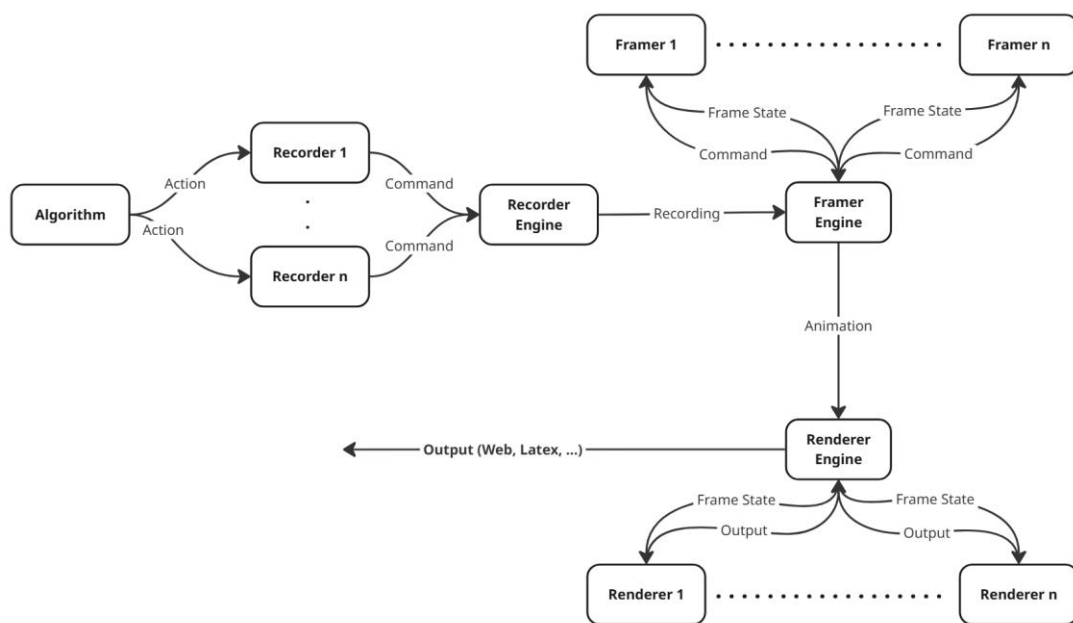 Framer 1
Framer n
Frame State
Frame State
Command
Command
Recorder 1
Action
Command
Algorithm
Recorder
Engine
Recording
Framer
Engine
Action
Command
Recorder n
Animation
Output (Web, Latex, ...)
Renderer
Engine
Frame State
Frame State
Output
Output
Renderer 1
Renderer n